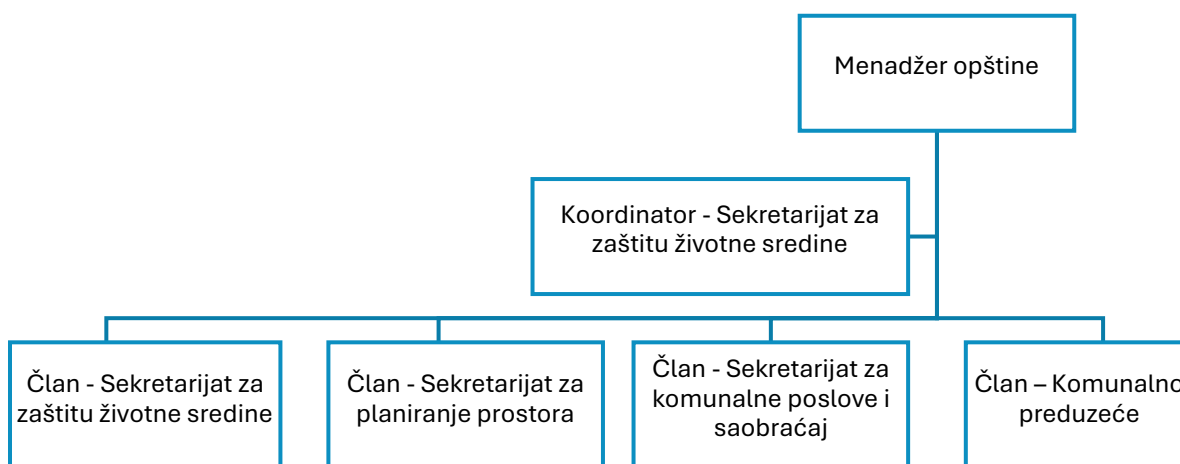 Menadžer opštine
Koordinator - Sekretarijat za
zaštitu životne sredine
Član - Sekretarijat za
zaštitu životne sredine
Član - Sekretarijat za
planiranje prostora
Član - Sekretarijat za
komunalne poslove i
saobraćaj
Član – Komunalno
preduzeće